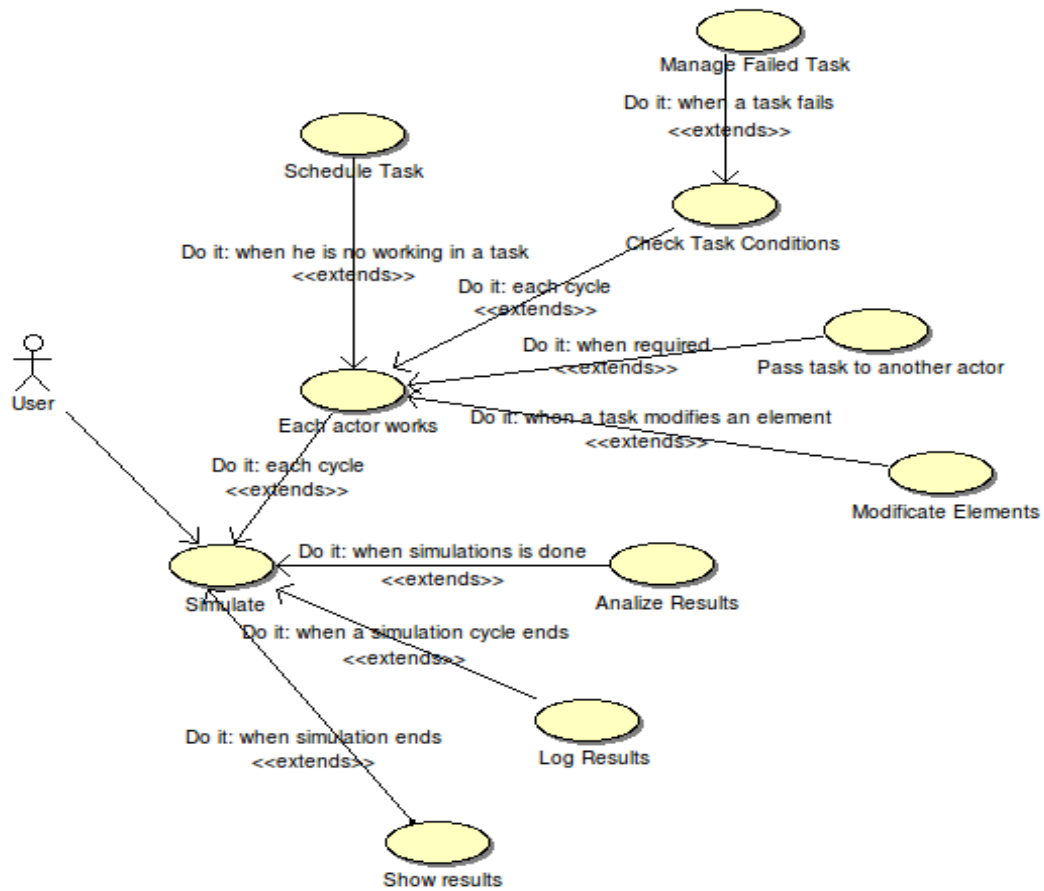 Manage Failed Task
Do it: when a task fails
<<extends>>
Schedule Task
Check Task Conditions
Do it: when he is no working in a task
<<extends>>
Do it: each cycle
<<extends>>
Do it: when required
<<extends>>
Pass task to another actor
User
Each actor works
Do it: when a task modifies an element
<<extends>>
Do it: each cycle
<<extends>>
Modificate Elements
Do it: when simulations is done
<<extends>>
Simulate
Analize Results
Do it: when a simulation cycle ends
<<extends>>
Do it: when simulation ends
<<extends>>
Log Results
Show results